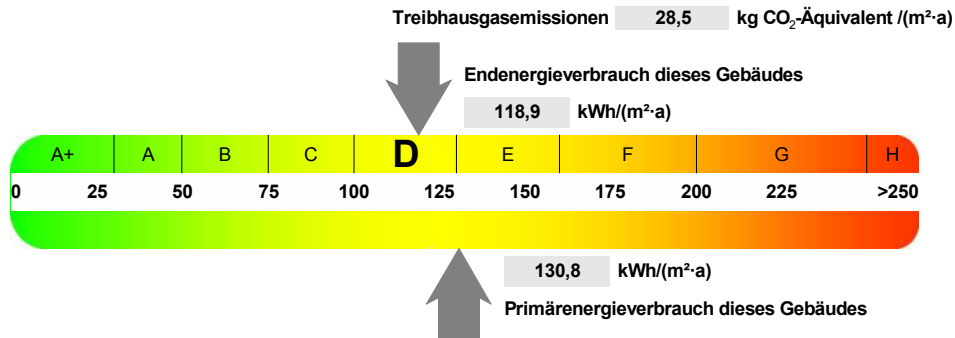 Treibhausgasemissionen 28,5 kg CO₂-Äquivalent /(m²·a)
Endenergieverbrauch dieses Gebäudes
118,9 kWh/(m²·a)
A+ A B C D E F G H
0 25 50 75 100 125 150 175 200 225 >250
130,8 kWh/(m²·a)
Primärenergieverbrauch dieses Gebäudes